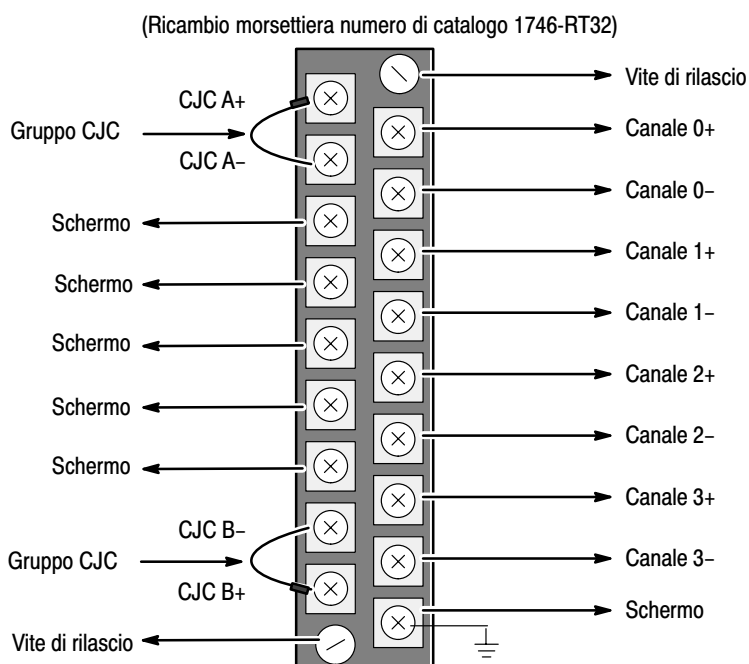 (Ricambio morsettiera numero di catalogo 1746-RT32)
Vite di rilascio
CJC A+
Canale 0+
Gruppo CJC
CJC A–
Canale 0–
Schermo
Canale 1+
Schermo
Canale 1–
Schermo
Canale 2+
Schermo
Canale 2–
Schermo
Canale 3+
CJC B–
Gruppo CJC
Canale 3–
CJC B+
Schermo
Vite di rilascio